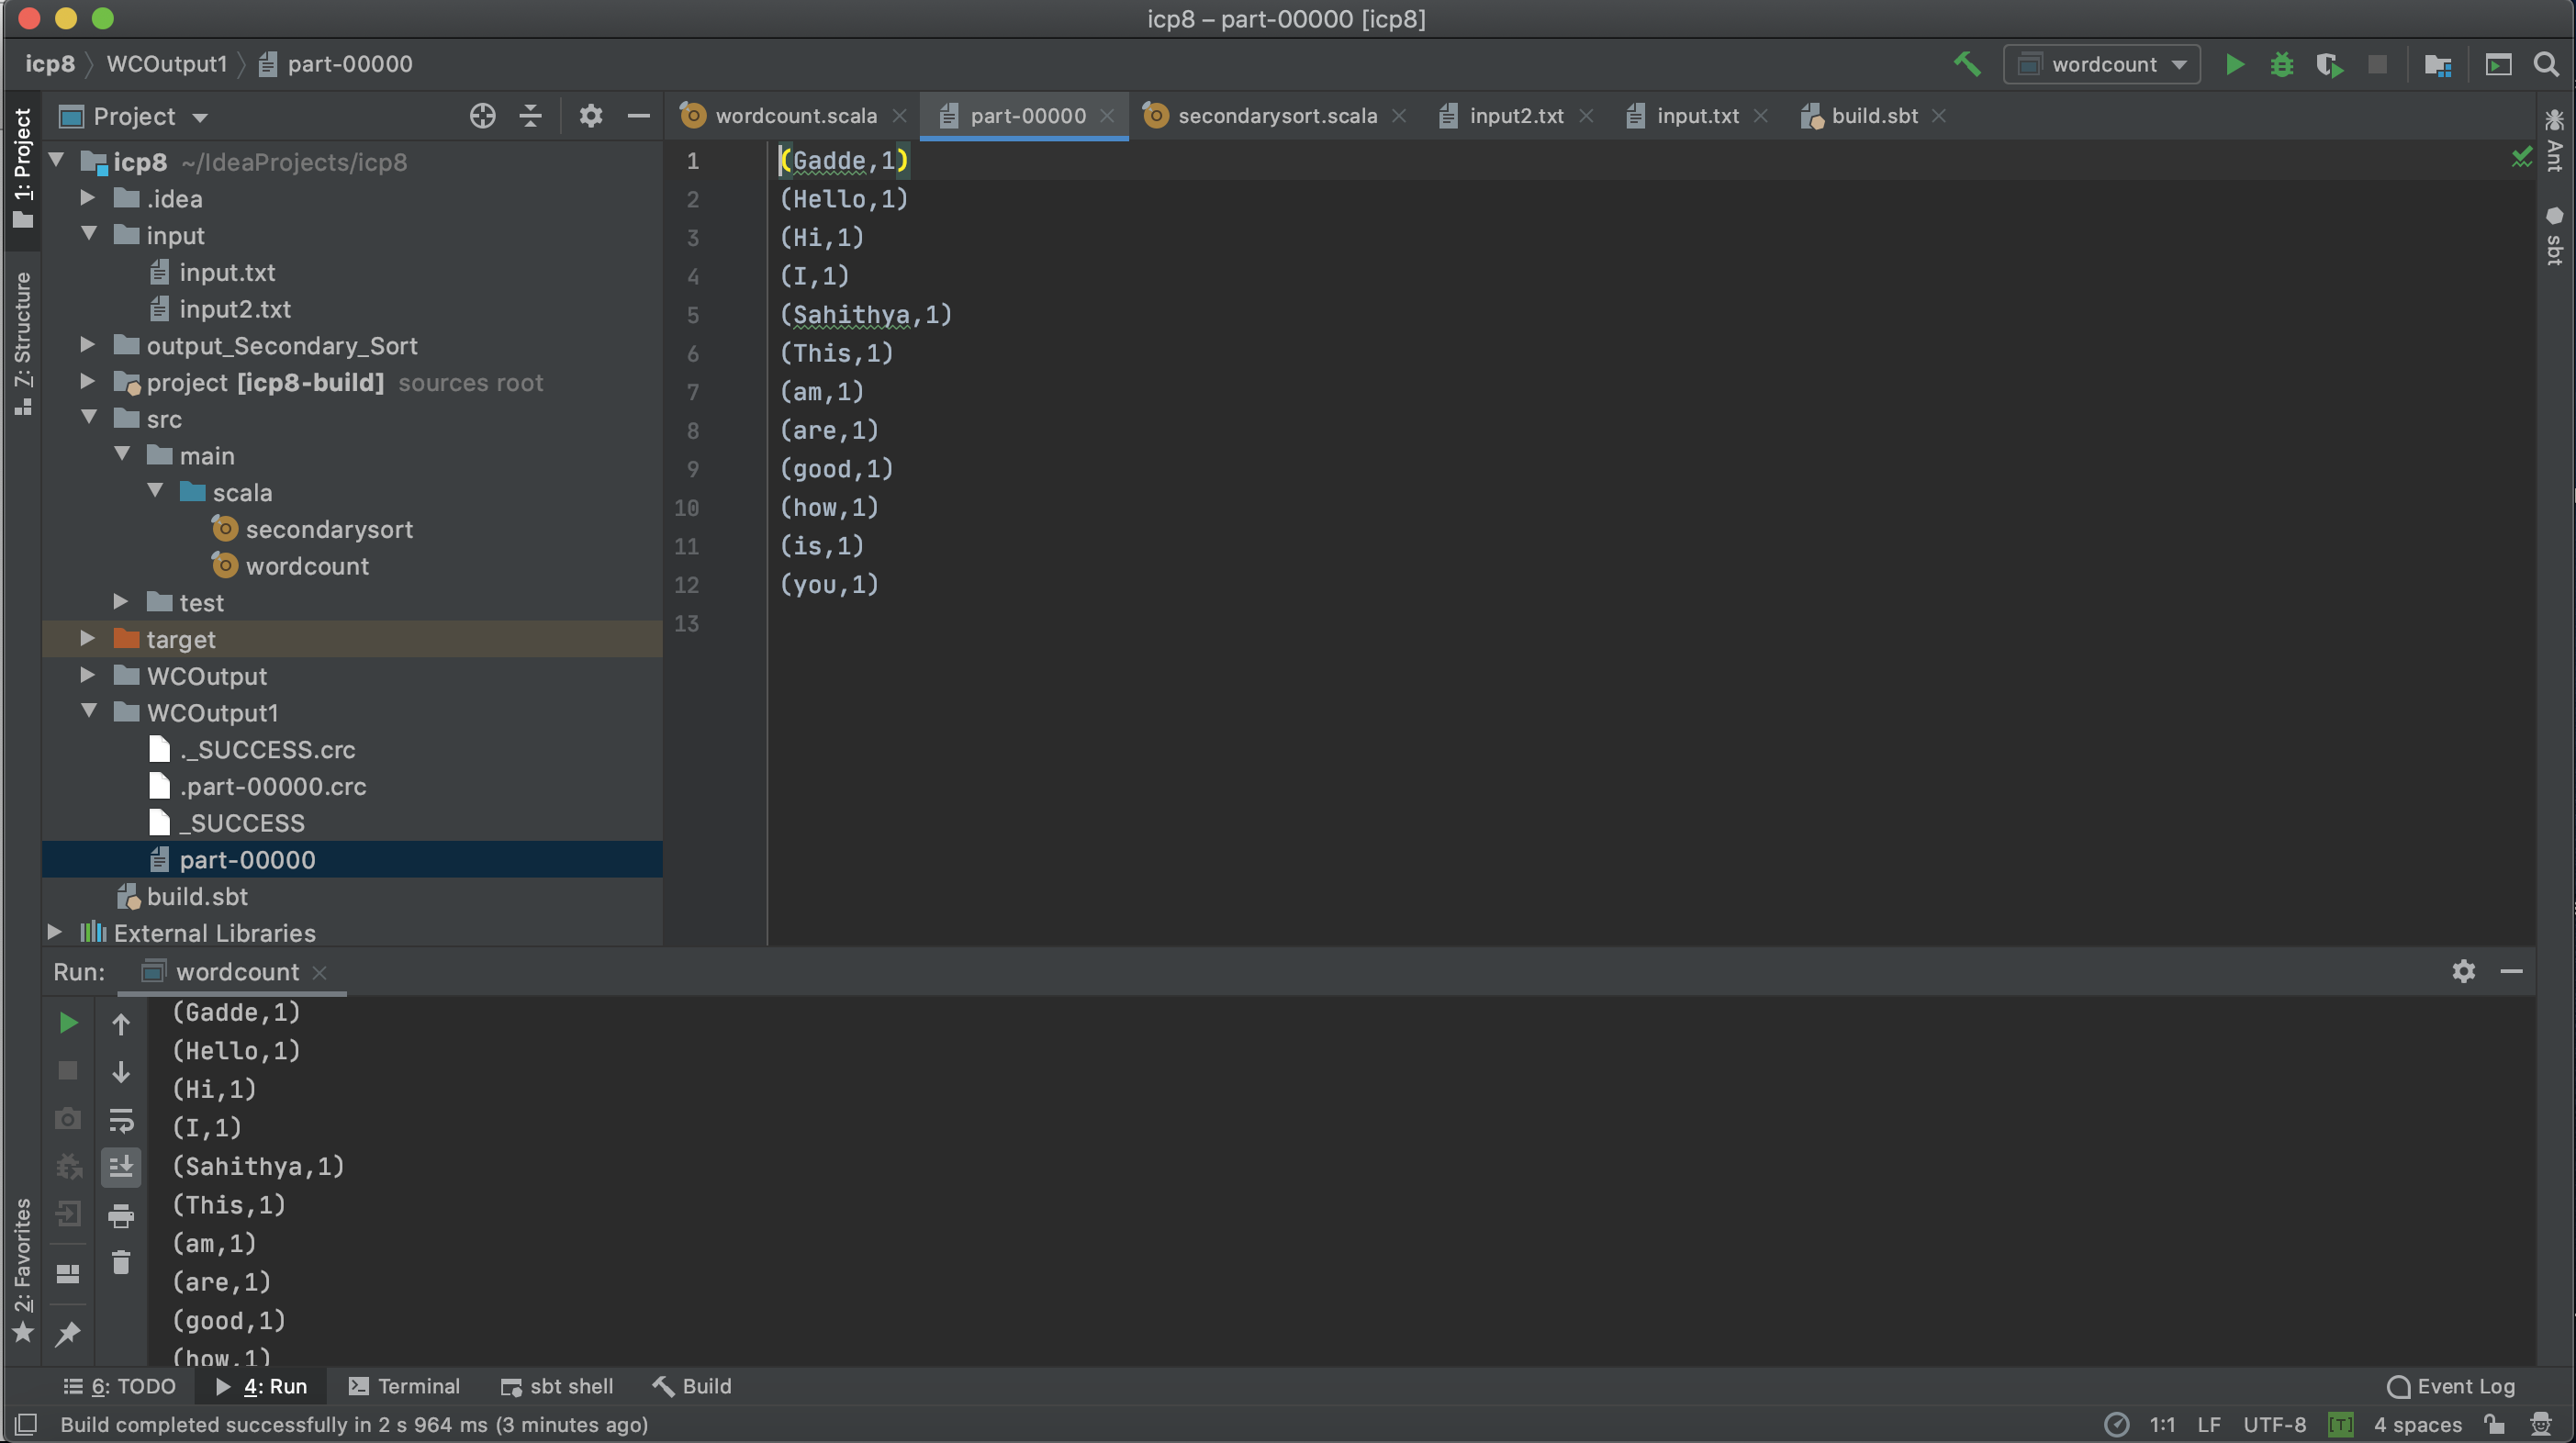 icp8 – part-00000 [icp8]
icp8 WCOutput1 part-00000 wordcount
1: Project
Project
wordcount.scala part-00000 secondarysort.scala input2.txt input.txt build.sbt
Ant
sbt
Z: Structure
2: Favorites
icp8 ~/IdeaProjects/icp8
.idea
input
input.txt
input2.txt
output_Secondary_Sort
project [icp8-build] sources root
src
main
scala
secondarysort
wordcount
test
target
WCOutput
WCOutput1
._SUCCESS.crc
.part-00000.crc
_SUCCESS
part-00000
build.sbt
External Libraries
1 (Gadde,1)
2 (Hello,1)
3 (Hi,1)
4 (I,1)
5 (Sahithya,1)
6 (This,1)
7 (am,1)
8 (are,1)
9 (good,1)
10 (how,1)
11 (is,1)
12 (you,1)
13
Run: wordcount
(Gadde,1)
(Hello,1)
(Hi,1)
(I,1)
(Sahithya,1)
(This,1)
(am,1)
(are,1)
(good,1)
(how,1)
6: TODO 4: Run Terminal sbt shell Build Event Log
Build completed successfully in 2 s 964 ms (3 minutes ago) 1:1 LF UTF-8 [T] 4 spaces